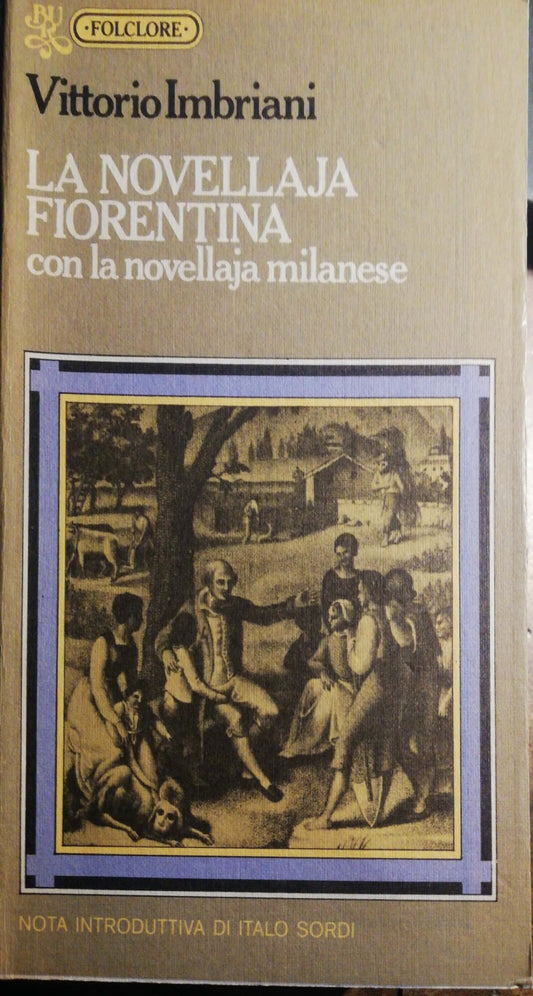 BUR
·FOLCLORE·
Vittorio Imbriani
LA NOVELLAJA
FIORENTINA
con la novellaja milanese
NOTA INTRODUTTIVA DI ITALO SORDI